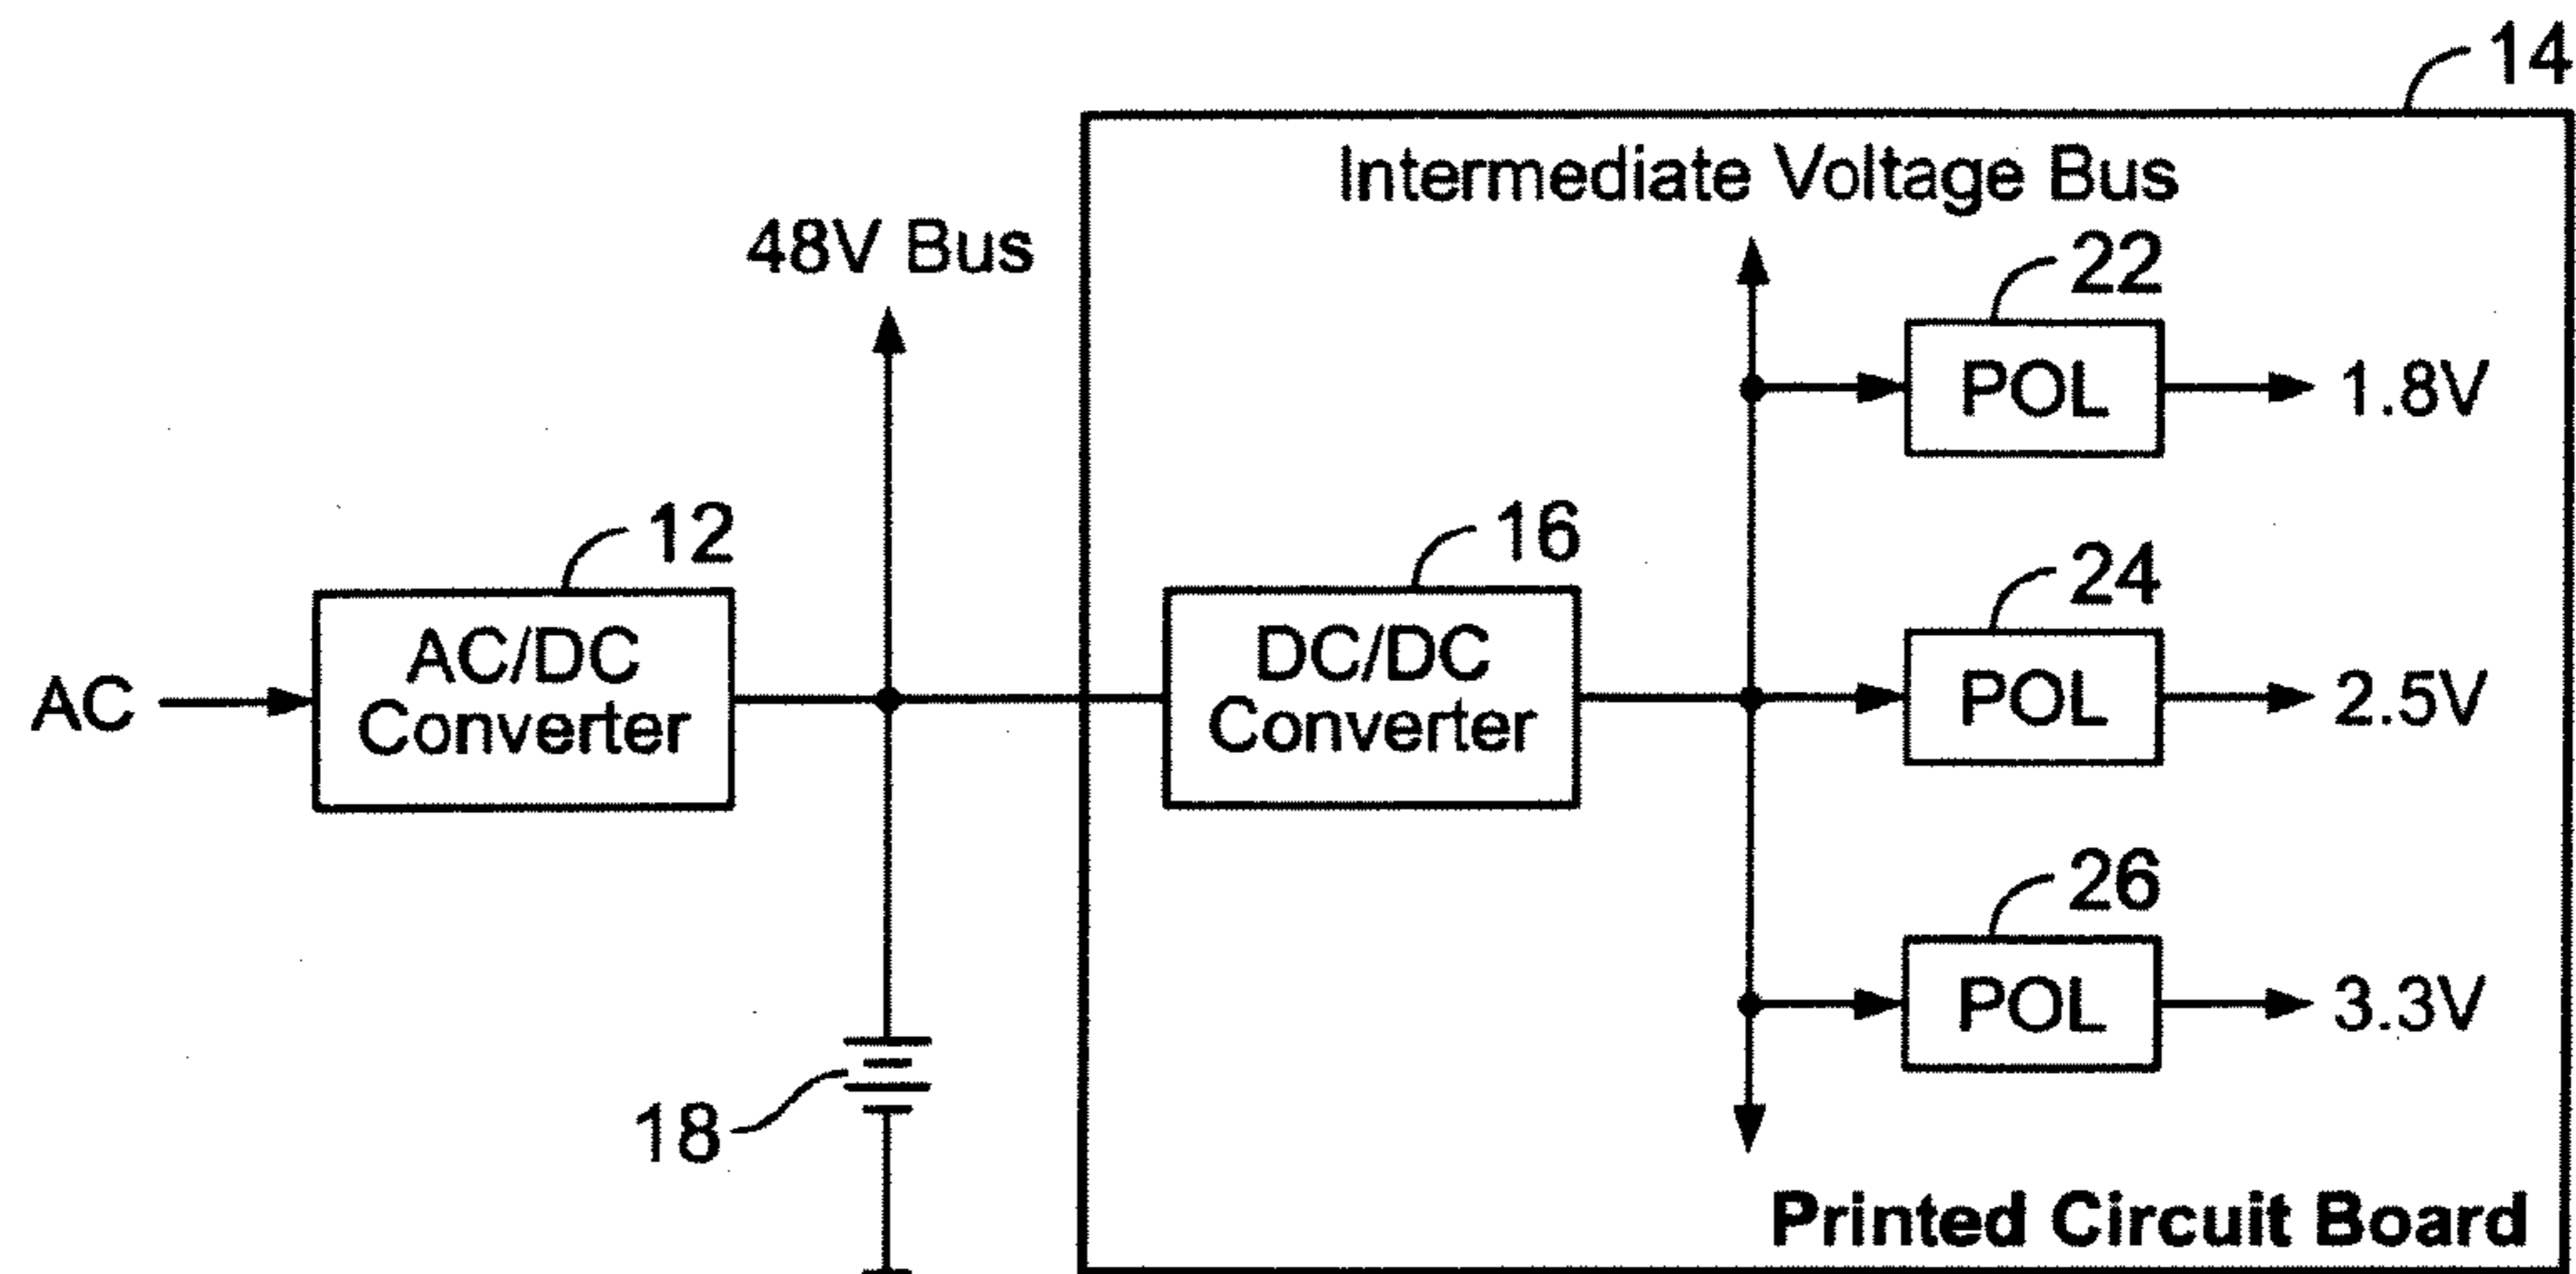 14
Intermediate Voltage Bus
48V Bus
22
POL
1.8V
12
16
24
AC
AC/DC
Converter
DC/DC
Converter
POL
2.5V
26
POL
3.3V
18
Printed Circuit Board